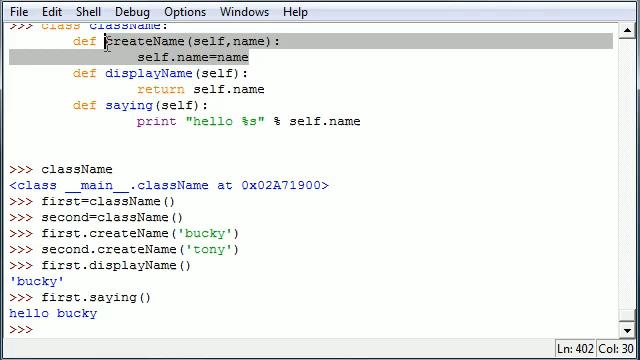 File Edit Shell Debug Options Windows Help
>>> class className:
def createName(self,name):
self.name=name
def displayName(self):
return self.name
def saying(self):
print "hello %s" % self.name
>>> className
<class __main__.className at 0x02A71900>
>>> first=className()
>>> second=className()
>>> first.createName('bucky')
>>> second.createName('tony')
>>> first.displayName()
'bucky'
>>> first.saying()
hello bucky
>>>
Ln: 402 Col: 30